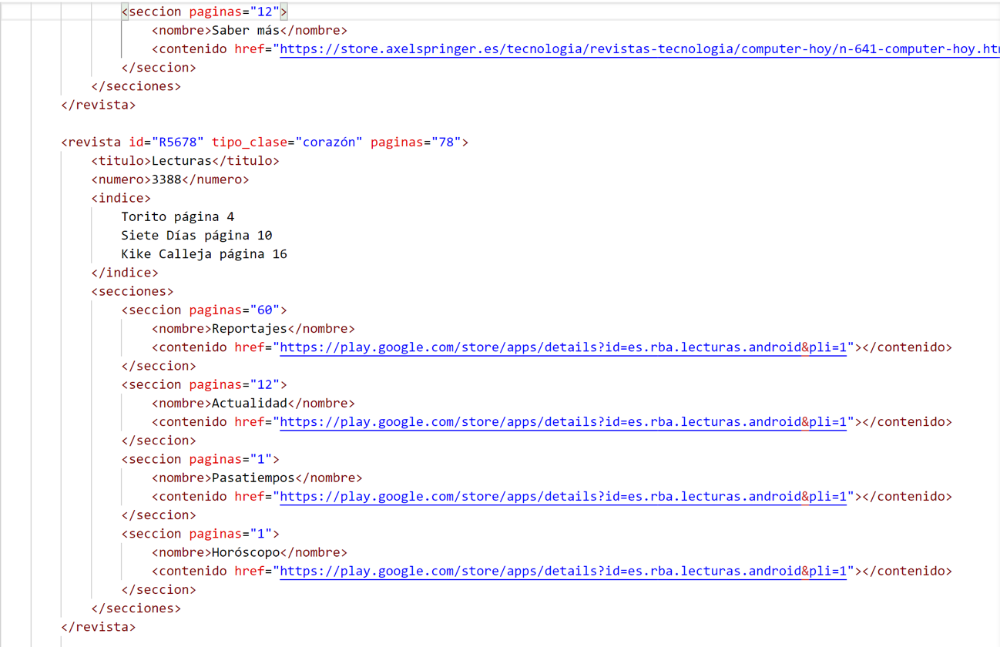 <seccion paginas="12">
<nombre>Saber más</nombre>
<contenido href="https://store.axelspringer.es/tecnologia/revistas-tecnologia/computer-hoy/n-641-computer-hoy.htm
</seccion>
</secciones>
</revista>
<revista id="R5678" tipo_clase="corazón" paginas="78">
<titulo>Lecturas</titulo>
<numero>3388</numero>
<indice>
Torito página 4
Siete Días página 10
Kike Calleja página 16
</indice>
<secciones>
<seccion paginas="60">
<nombre>Reportajes</nombre>
<contenido href="https://play.google.com/store/apps/details?id=es.rba.lecturas.android&pli=1"></contenido>
</seccion>
<seccion paginas="12">
<nombre>Actualidad</nombre>
<contenido href="https://play.google.com/store/apps/details?id=es.rba.lecturas.android&pli=1"></contenido>
</seccion>
<seccion paginas="1">
<nombre>Pasatiempos</nombre>
<contenido href="https://play.google.com/store/apps/details?id=es.rba.lecturas.android&pli=1"></contenido>
</seccion>
<seccion paginas="1">
<nombre>Horóscopo</nombre>
<contenido href="https://play.google.com/store/apps/details?id=es.rba.lecturas.android&pli=1"></contenido>
</seccion>
</secciones>
</revista>